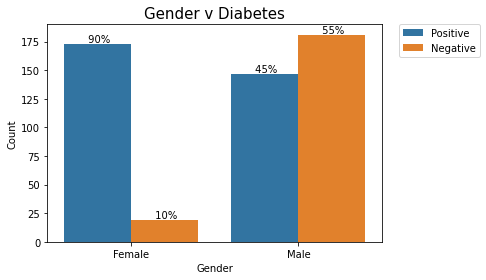 Gender v Diabetes
Positive
Negative
90%
10%
45%
55%
175
150
125
100
75
50
25
0
Count
Female
Male
Gender